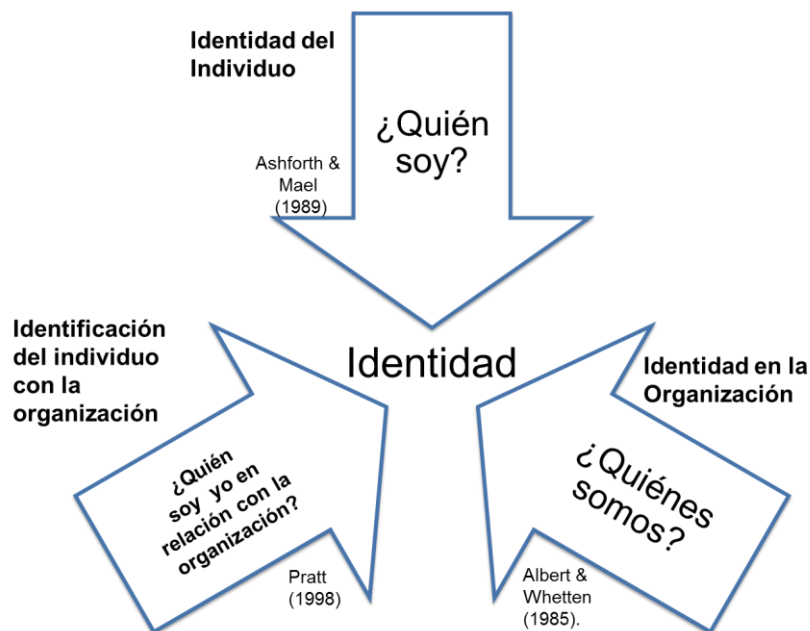 Identidad del
Individuo
¿Quién
soy?
Ashforth &
Mael
(1989)
Identidad
Identificación
del individuo
con la
organización
¿Quién
soy yo en
relación con la
organización?
Pratt
(1998)
Identidad en la
Organización
¿Quiénes
somos?
Albert &
Whetten
(1985).